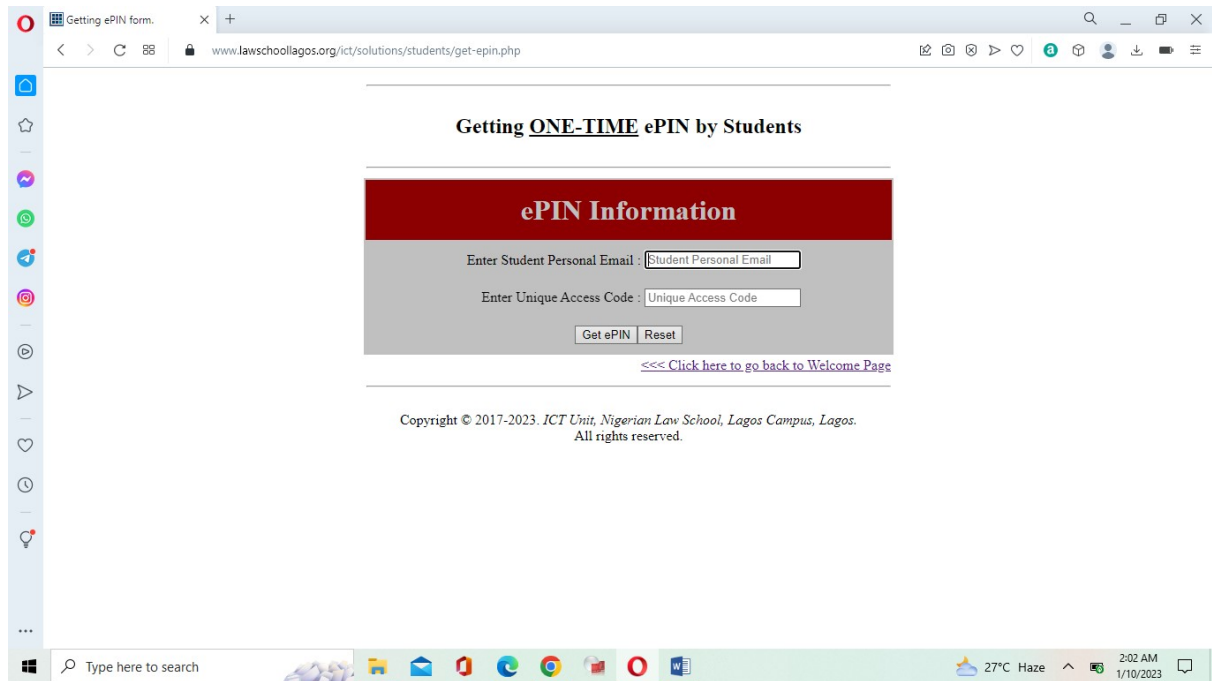 Getting ePIN form.
www.lawschoollagos.org/ict/solutions/students/get-epin.php
Getting ONE-TIME ePIN by Students
ePIN Information
Enter Student Personal Email : Student Personal Email
Enter Unique Access Code : Unique Access Code
Get ePIN Reset
<<< Click here to go back to Welcome Page
Copyright © 2017-2023. ICT Unit, Nigerian Law School, Lagos Campus, Lagos.
All rights reserved.
Type here to search
27°C Haze
2:02 AM
1/10/2023